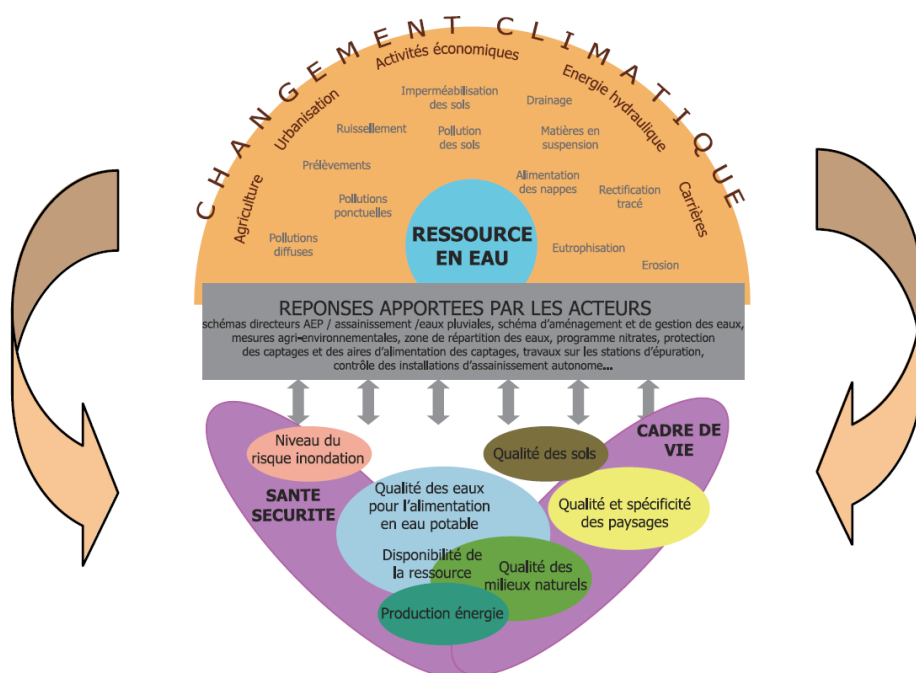 CHANGEMENT CLIMATIQUE
Activités économiques
Urbanisation
Energie hydraulique
Agriculture
Carrières
Imperméabilisation
des sols
Drainage
Ruissellement
Pollution
des sols
Matières en
suspension
Prélèvements
Alimentation
des nappes
Rectification
tracé
Pollutions
ponctuelles
Pollutions
diffuses
Eutrophisation
Erosion
RESSOURCE
EN EAU
REPONSES APPORTEES PAR LES ACTEURS
schémas directeurs AEP / assainissement /eaux pluviales, schéma d'aménagement et de gestion des eaux,
mesures agri-environnementales, zone de répartition des eaux, programme nitrates, protection
des captages et des aires d'alimentation des captages, travaux sur les stations d'épuration,
contrôle des installations d'assainissement autonome...
Niveau du
risque inondation
Qualité des sols
CADRE DE
VIE
SANTE
SECURITE
Qualité des eaux
pour l'alimentation
en eau potable
Qualité et spécificité
des paysages
Disponibilité de
la ressource
Qualité des
milieux naturels
Production énergie